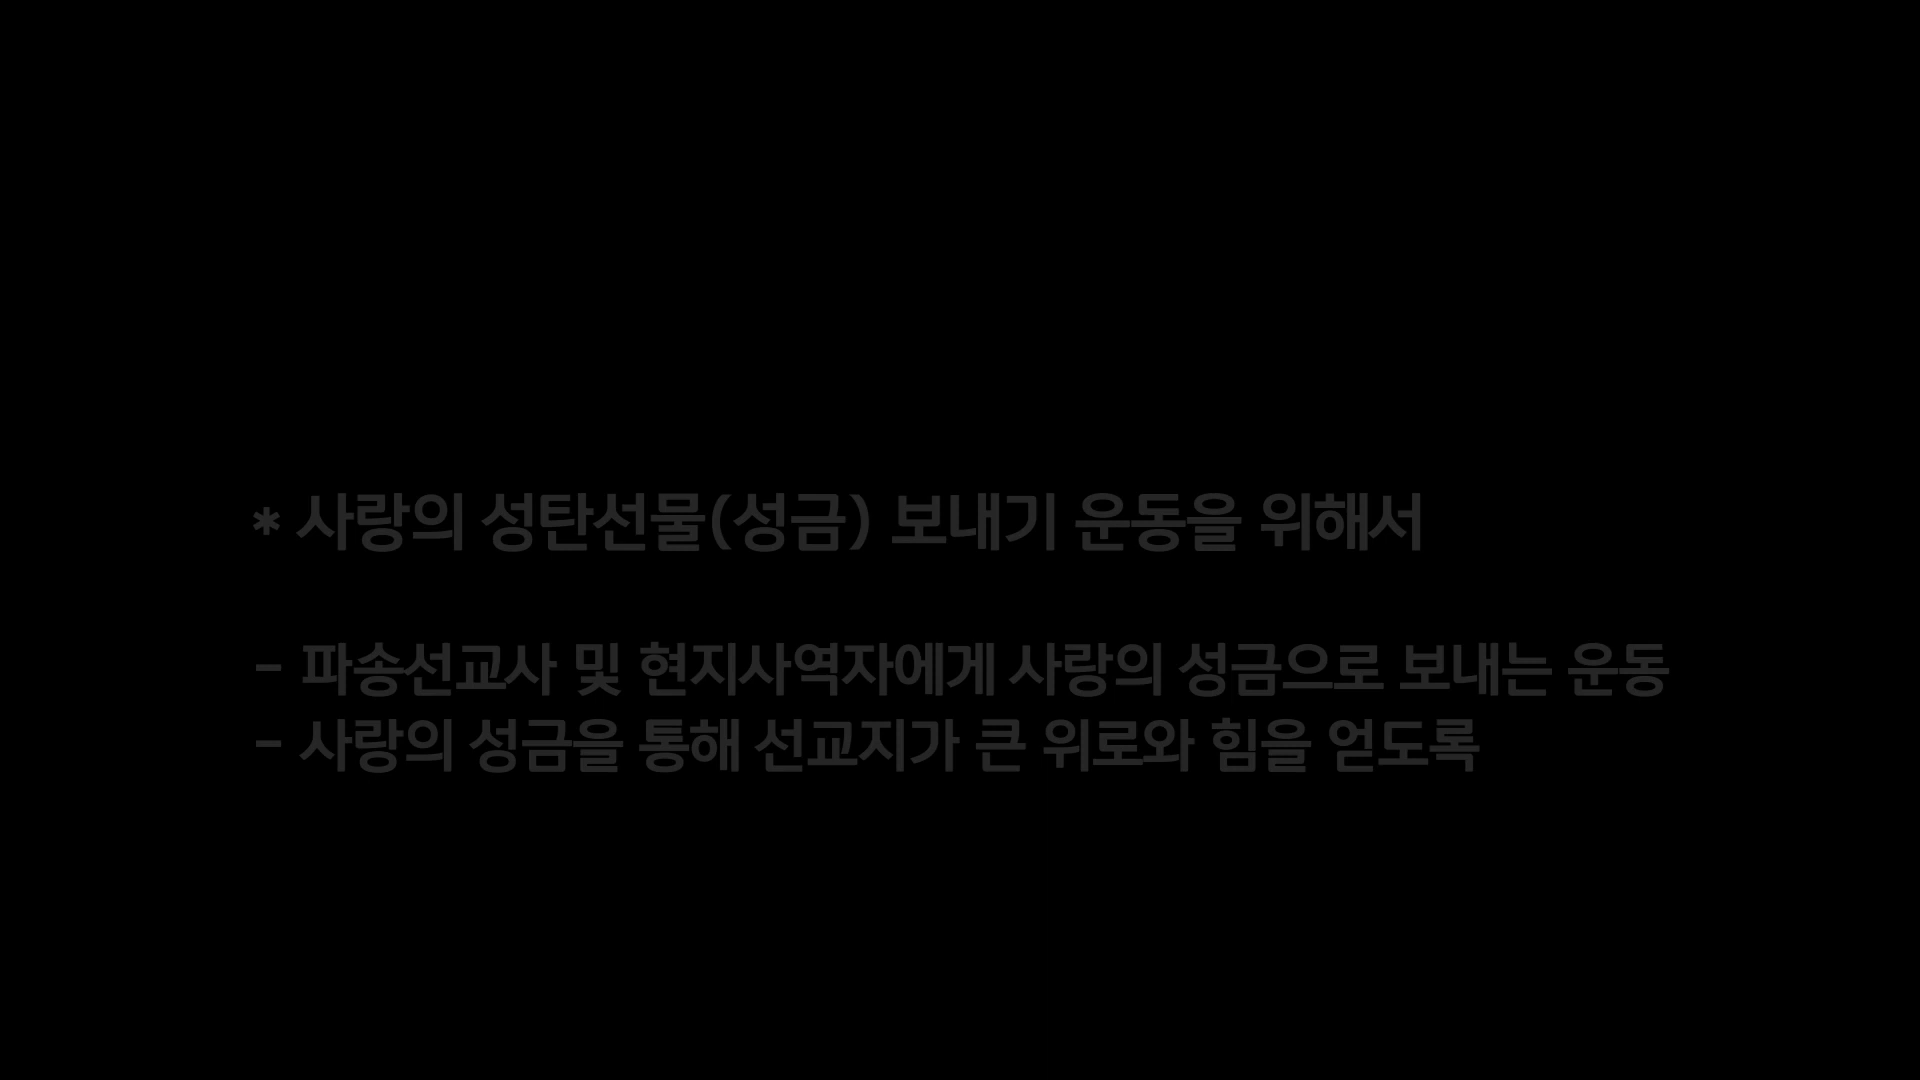 * 사랑의 성탄선물(성금) 보내기 운동을 위해서
- 파송선교사 및 현지사역자에게 사랑의 성금으로 보내는 운동
- 사랑의 성금을 통해 선교지가 큰 위로와 힘을 얻도록